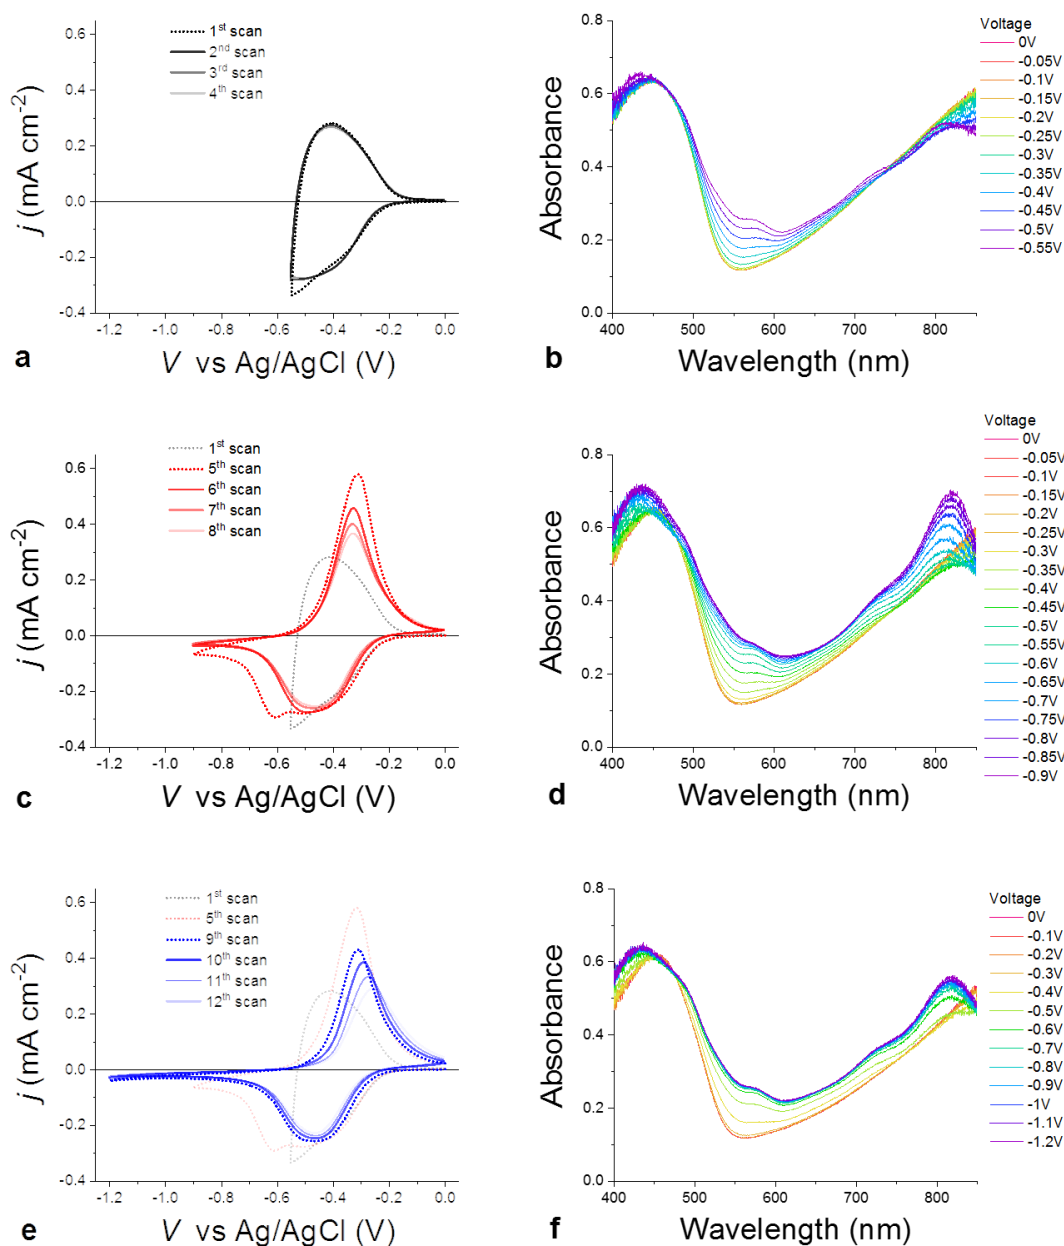 0.6
0.4
0.2
0.0
-0.2
-0.4
j (mA cm-2)
1st scan
2nd scan
3rd scan
4th scan
-1.2 -1.0 -0.8 -0.6 -0.4 -0.2 0.0
V vs Ag/AgCl (V)
a
0.8
0.6
0.4
0.2
0.0
Absorbance
400 500 600 700 800
Wavelength (nm)
b
Voltage
0V
-0.05V
-0.1V
-0.15V
-0.2V
-0.25V
-0.3V
-0.35V
-0.4V
-0.45V
-0.5V
-0.55V
0.6
0.4
0.2
0.0
-0.2
-0.4
j (mA cm-2)
1st scan
5th scan
6th scan
7th scan
8th scan
-1.2 -1.0 -0.8 -0.6 -0.4 -0.2 0.0
V vs Ag/AgCl (V)
c
0.8
0.6
0.4
0.2
0.0
Absorbance
400 500 600 700 800
Wavelength (nm)
d
Voltage
0V
-0.05V
-0.1V
-0.15V
-0.2V
-0.25V
-0.3V
-0.35V
-0.4V
-0.45V
-0.5V
-0.55V
-0.6V
-0.65V
-0.7V
-0.75V
-0.8V
-0.85V
-0.9V
0.6
0.4
0.2
0.0
-0.2
-0.4
j (mA cm-2)
1st scan
5th scan
9th scan
10th scan
11th scan
12th scan
-1.2 -1.0 -0.8 -0.6 -0.4 -0.2 0.0
V vs Ag/AgCl (V)
e
0.8
0.6
0.4
0.2
0.0
Absorbance
400 500 600 700 800
Wavelength (nm)
f
Voltage
0V
-0.1V
-0.2V
-0.3V
-0.4V
-0.5V
-0.6V
-0.7V
-0.8V
-0.9V
-1V
-1.1V
-1.2V